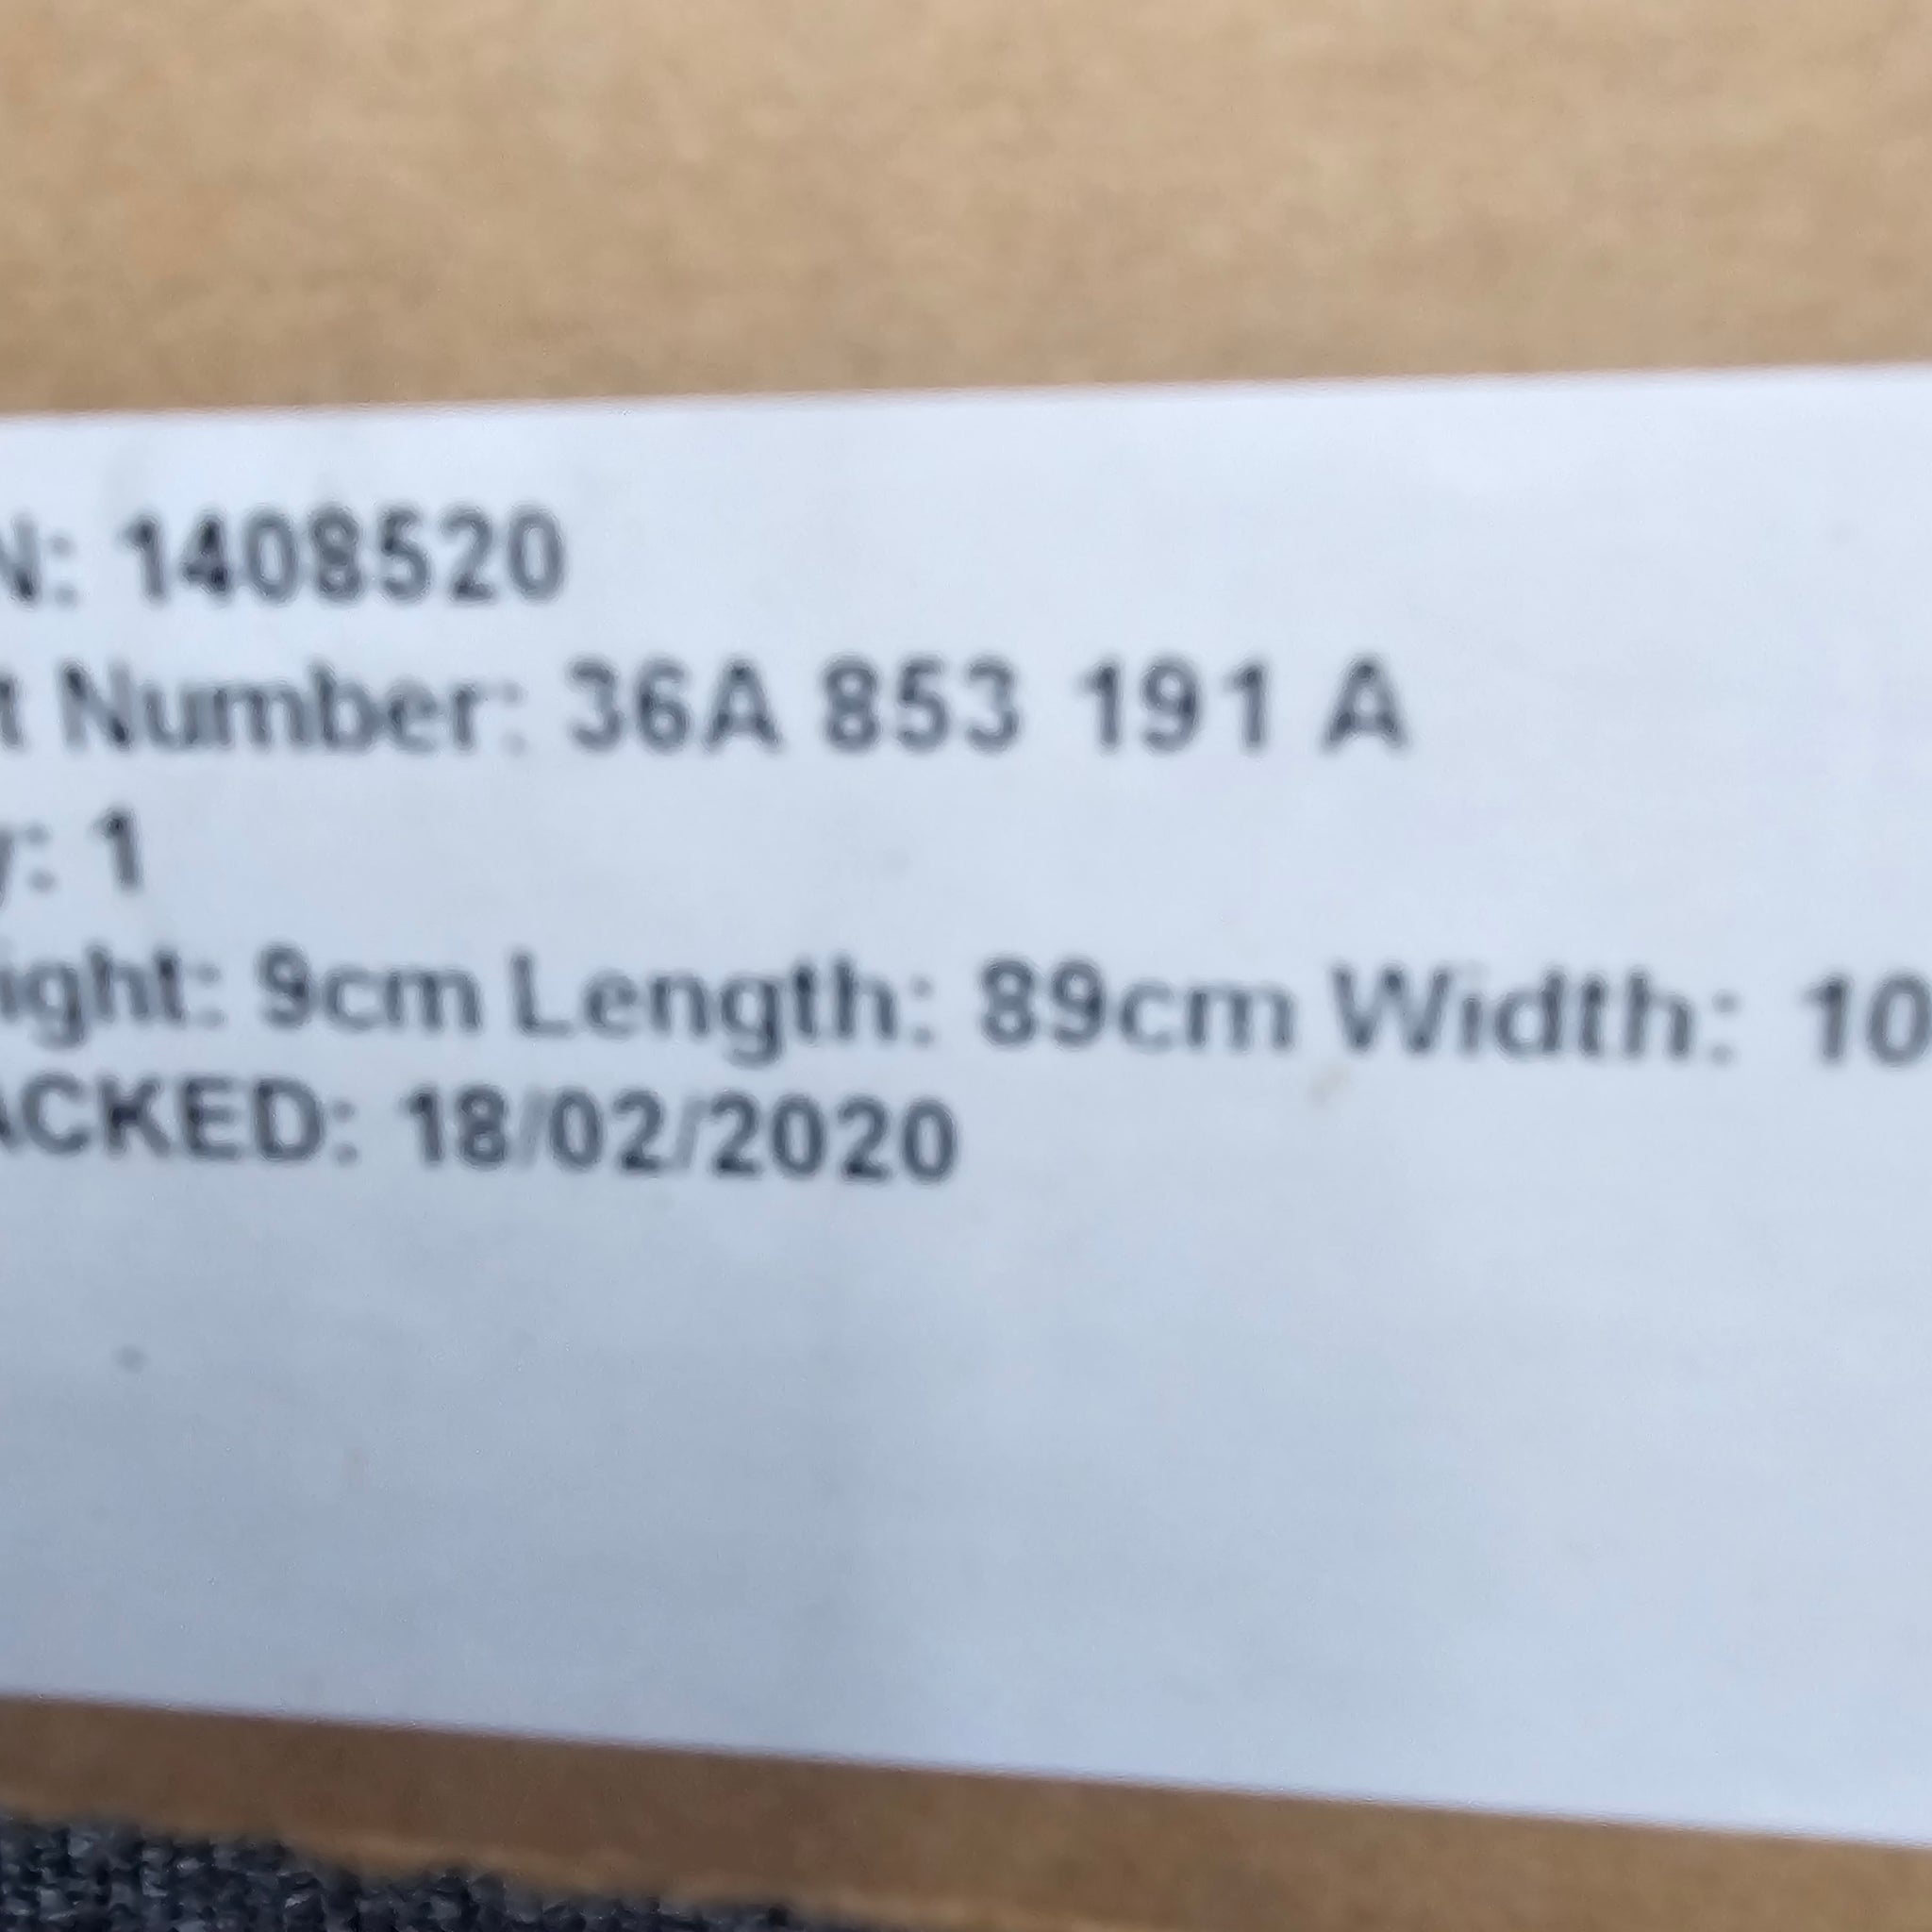 N: 1408520
t Number: 36A 853 191 A
y: 1
ight: 9cm Length: 89cm Width: 10
ACKED: 18/02/2020